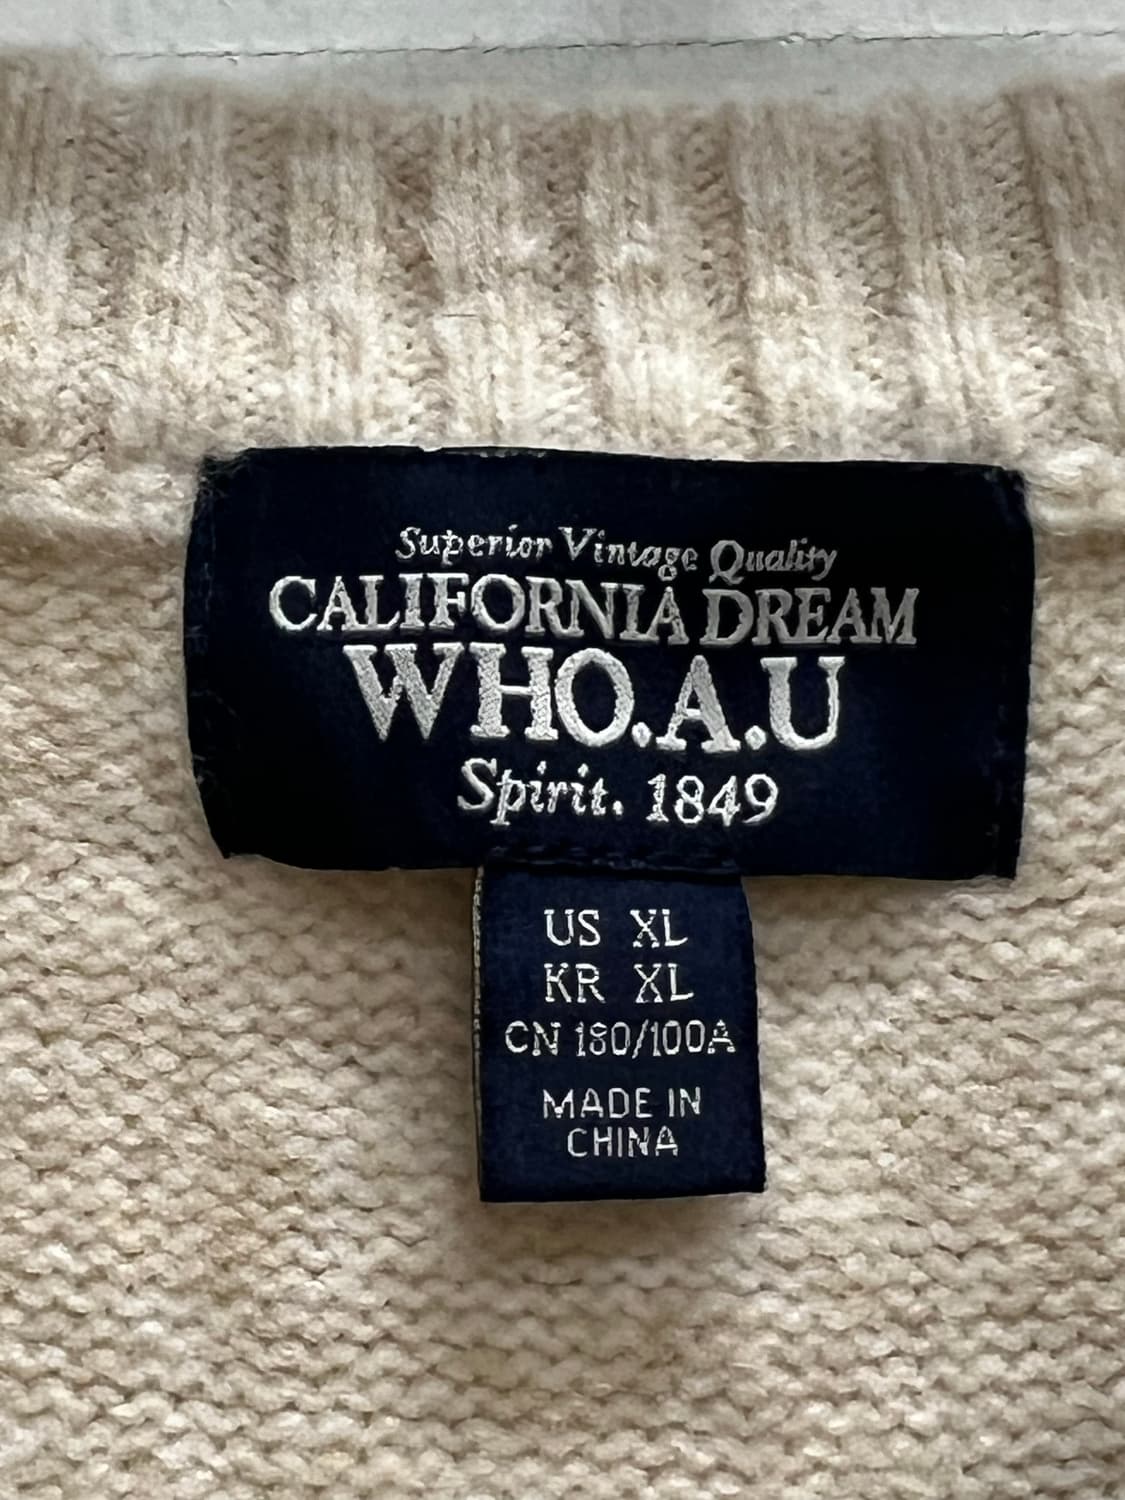 Superior Vintage Quality
CALIFORNIA DREAM
WHO.A.U
Spirit. 1849
US XL
KR XL
CN 180/100A
MADE IN
CHINA